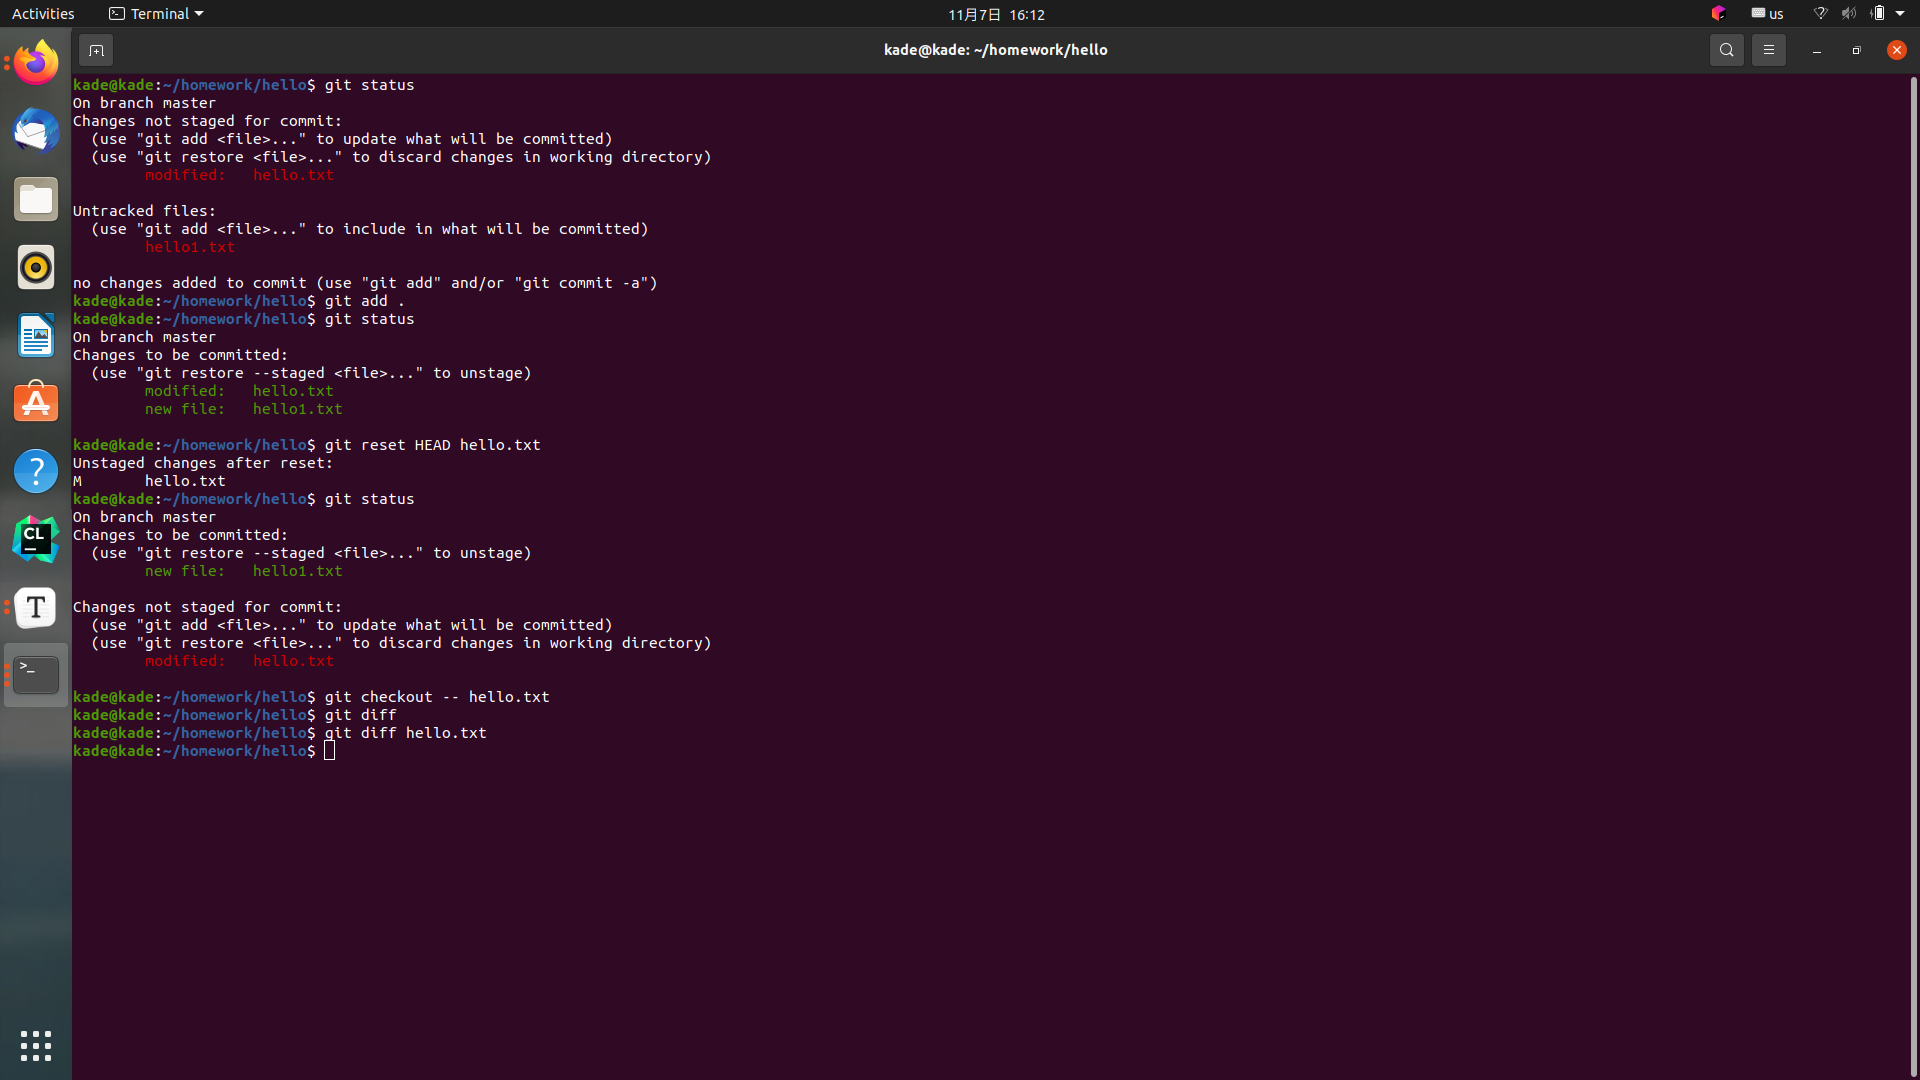 Activities
Terminal
11月7日 16:12
us
kade@kade: ~/homework/hello
kade@kade:~/homework/hello$ git status
On branch master
Changes not staged for commit:
  (use "git add <file>..." to update what will be committed)
  (use "git restore <file>..." to discard changes in working directory)
        modified:   hello.txt
Untracked files:
  (use "git add <file>..." to include in what will be committed)
        hello1.txt
no changes added to commit (use "git add" and/or "git commit -a")
kade@kade:~/homework/hello$ git add .
kade@kade:~/homework/hello$ git status
On branch master
Changes to be committed:
  (use "git restore --staged <file>..." to unstage)
        modified:   hello.txt
        new file:   hello1.txt
kade@kade:~/homework/hello$ git reset HEAD hello.txt
Unstaged changes after reset:
M       hello.txt
kade@kade:~/homework/hello$ git status
On branch master
Changes to be committed:
  (use "git restore --staged <file>..." to unstage)
        new file:   hello1.txt
Changes not staged for commit:
  (use "git add <file>..." to update what will be committed)
  (use "git restore <file>..." to discard changes in working directory)
        modified:   hello.txt
kade@kade:~/homework/hello$ git checkout -- hello.txt
kade@kade:~/homework/hello$ git diff
kade@kade:~/homework/hello$ git diff hello.txt
kade@kade:~/homework/hello$
?
CL
T
>_